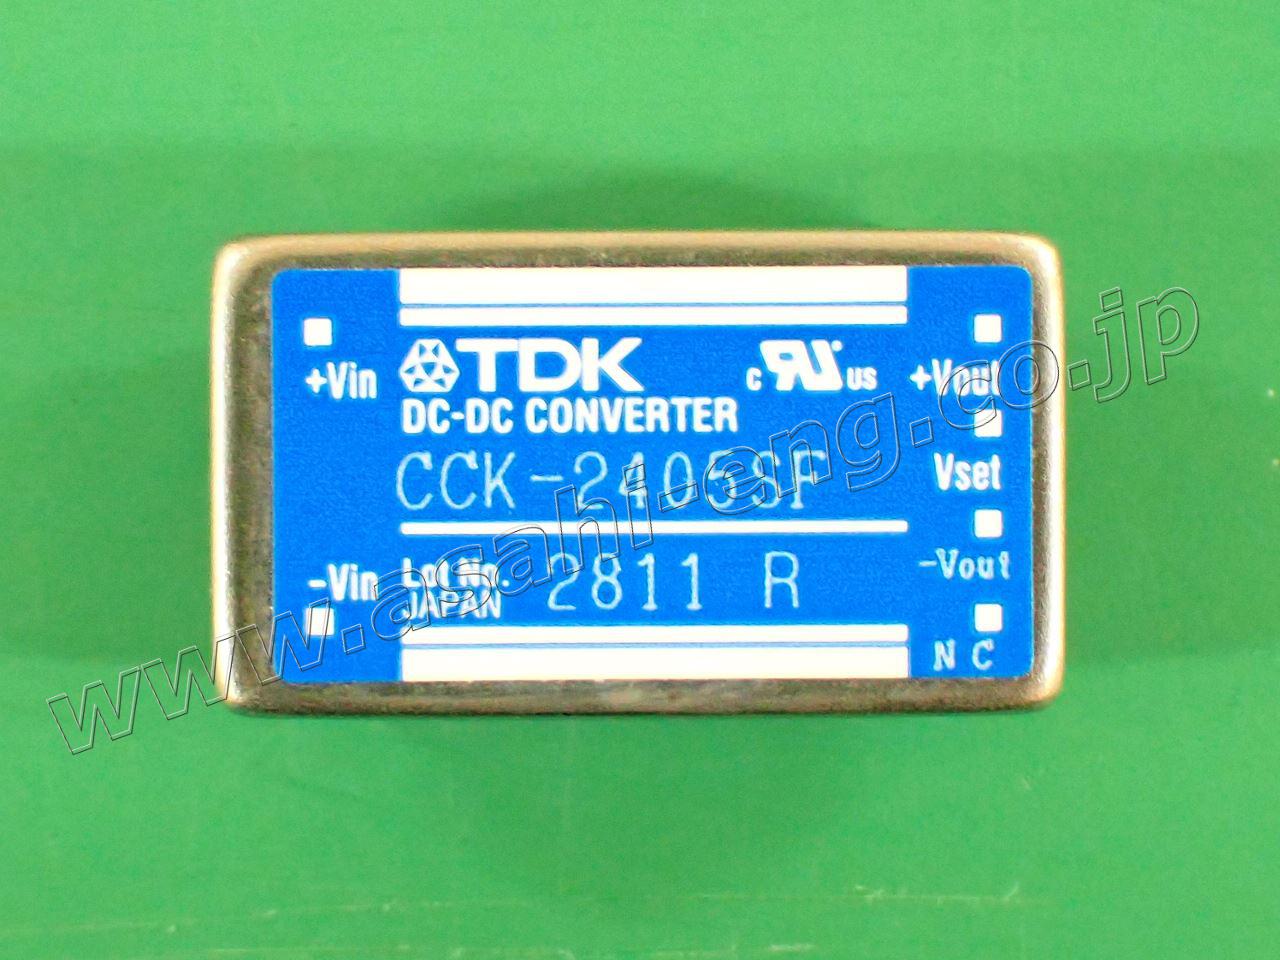 TDK
c RU US
DC-DC CONVERTER
CCK-2405SF
Lot No. 2811 R
JAPAN
+Vin
-Vin
+Vout
Vset
-Vout
N C
www.asahi-eng.co.jp